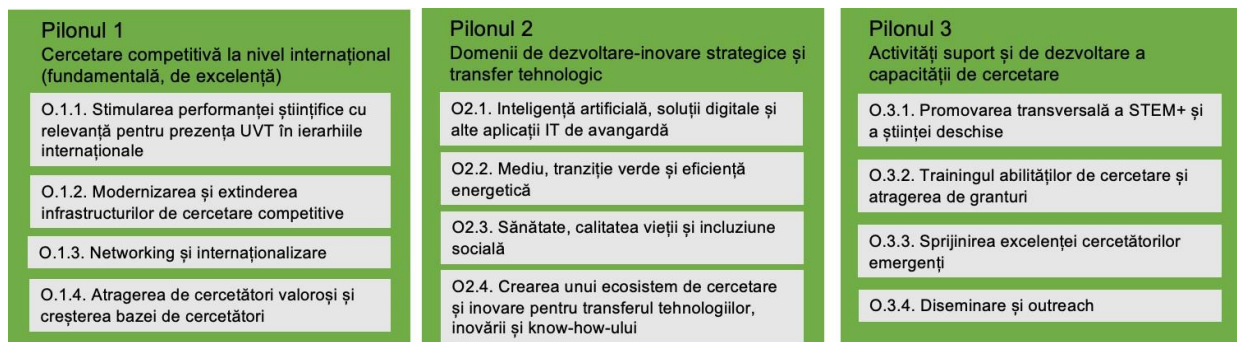 Pilonul 1
Cercetare competitivă la nivel internațional
(fundamentală, de excelență)
O.1.1. Stimularea performanței științifice cu
relevanță pentru prezența UVT în ierarhiile
internaționale
O.1.2. Modernizarea și extinderea
infrastructurilor de cercetare competitive
O.1.3. Networking și internaționalizare
O.1.4. Atragerea de cercetători valoroși și
creșterea bazei de cercetători
Pilonul 2
Domenii de dezvoltare-inovare strategice și
transfer tehnologic
O2.1. Inteligență artificială, soluții digitale și
alte aplicații IT de avangardă
O2.2. Mediu, tranziție verde și eficiență
energetică
O2.3. Sănătate, calitatea vieții și incluziune
socială
O2.4. Crearea unui ecosistem de cercetare
și inovare pentru transferul tehnologiilor,
inovării și know-how-ului
Pilonul 3
Activități suport și de dezvoltare a
capacității de cercetare
O.3.1. Promovarea transversală a STEM+ și
a științei deschise
O.3.2. Trainingul abilităților de cercetare și
atragerea de granturi
O.3.3. Sprijinirea excelenței cercetătorilor
emergenți
O.3.4. Diseminare și outreach